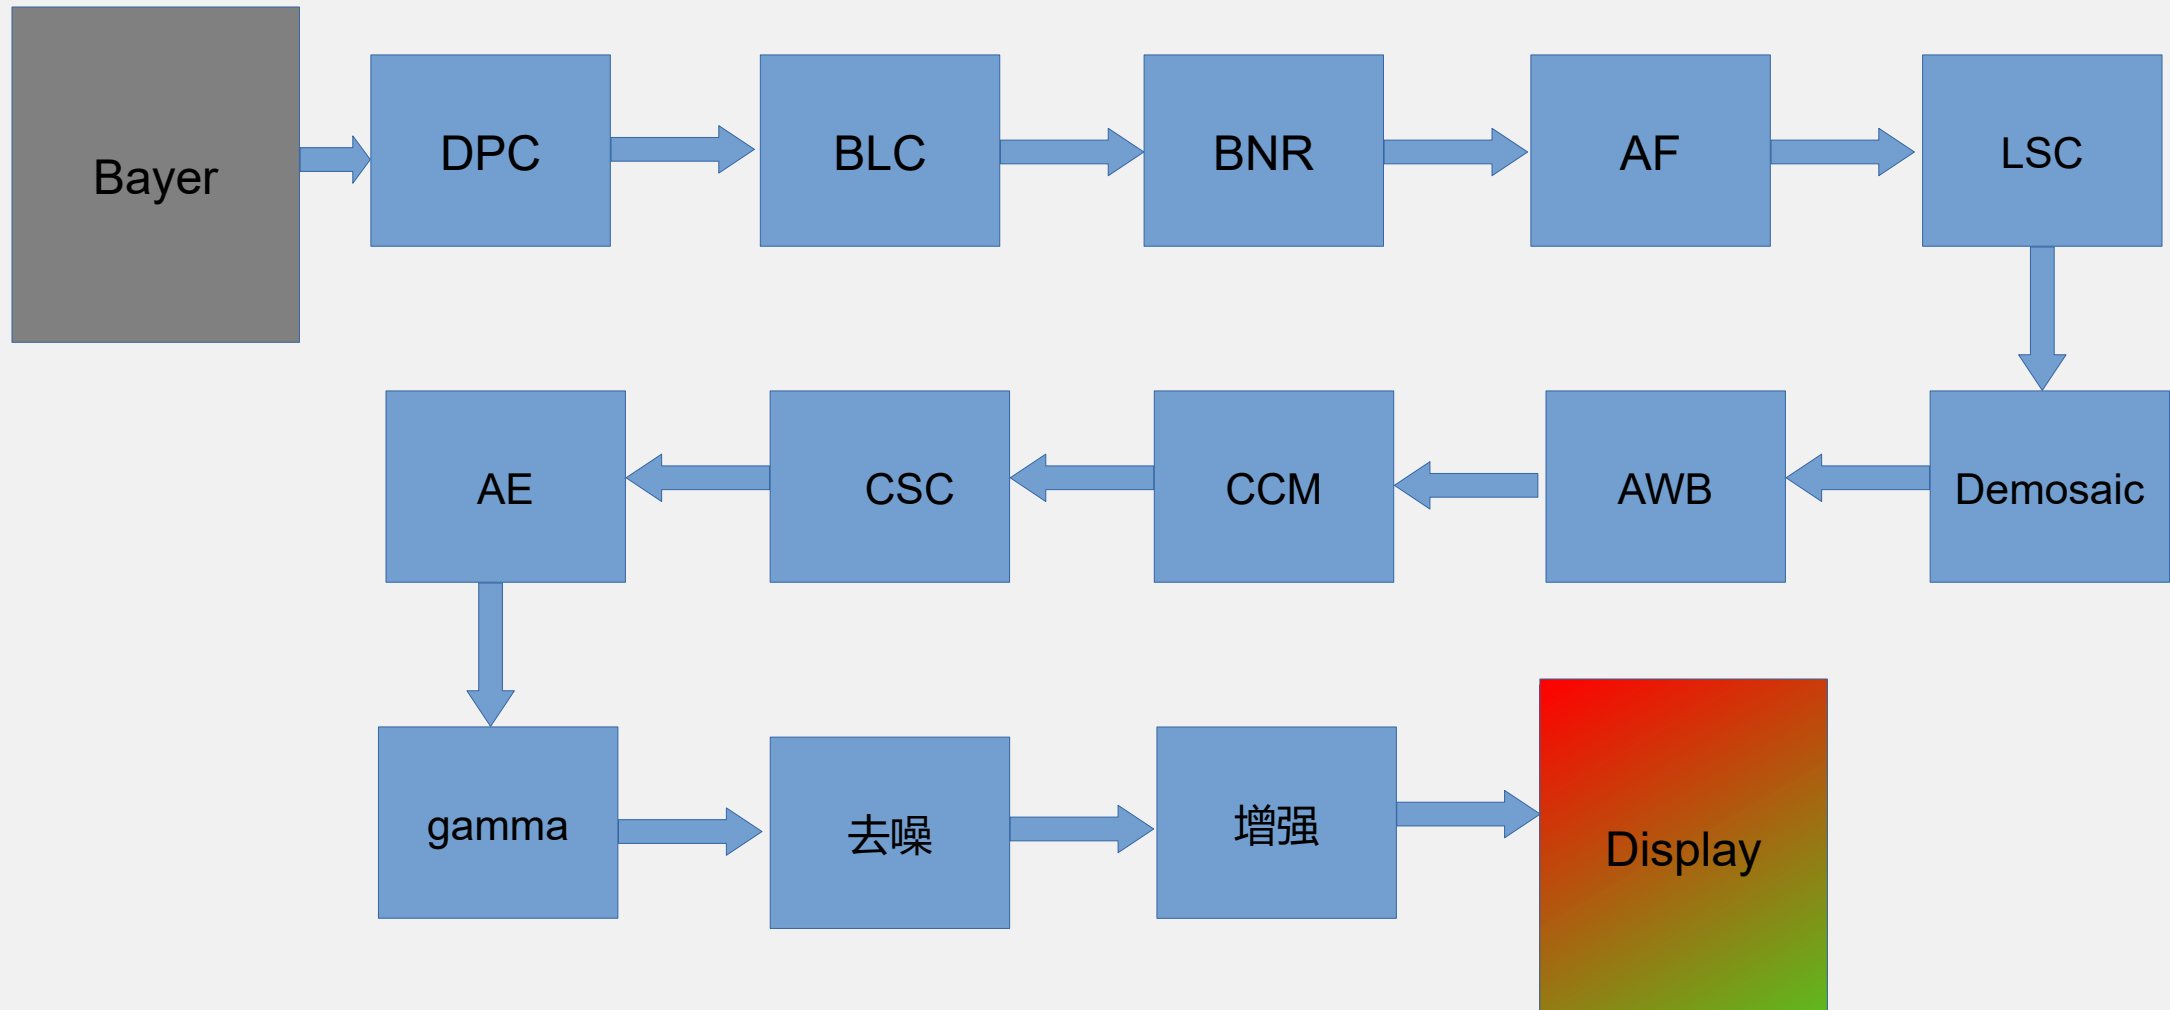 Bayer
DPC
BLC
BNR
AF
LSC
Demosaic
AWB
CCM
CSC
AE
gamma
去噪
增强
Display